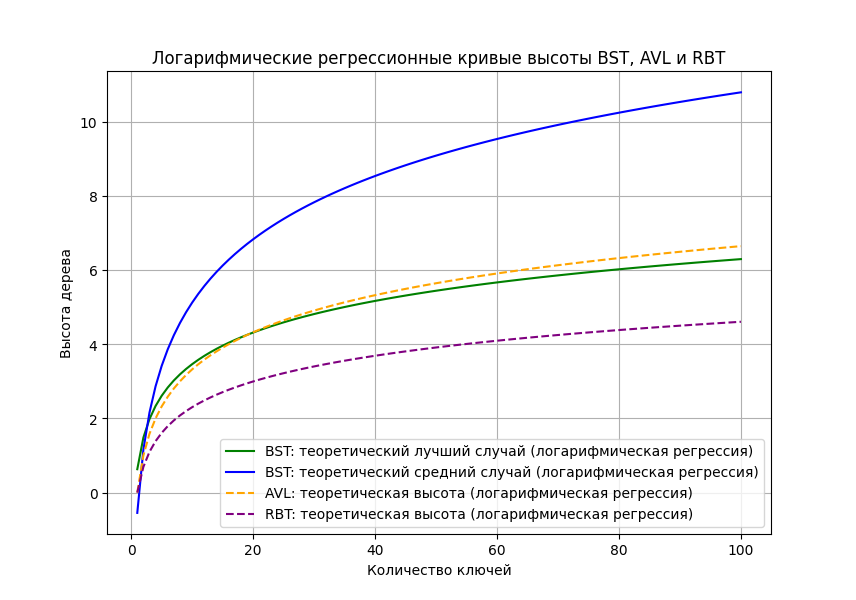 Логарифмические регрессионные кривые высоты BST, AVL и RBT
Высота дерева
10
8
6
4
2
0
BST: теоретический лучший случай (логарифмическая регрессия)
BST: теоретический средний случай (логарифмическая регрессия)
AVL: теоретическая высота (логарифмическая регрессия)
RBT: теоретическая высота (логарифмическая регрессия)
0 20 40 60 80 100
Количество ключей